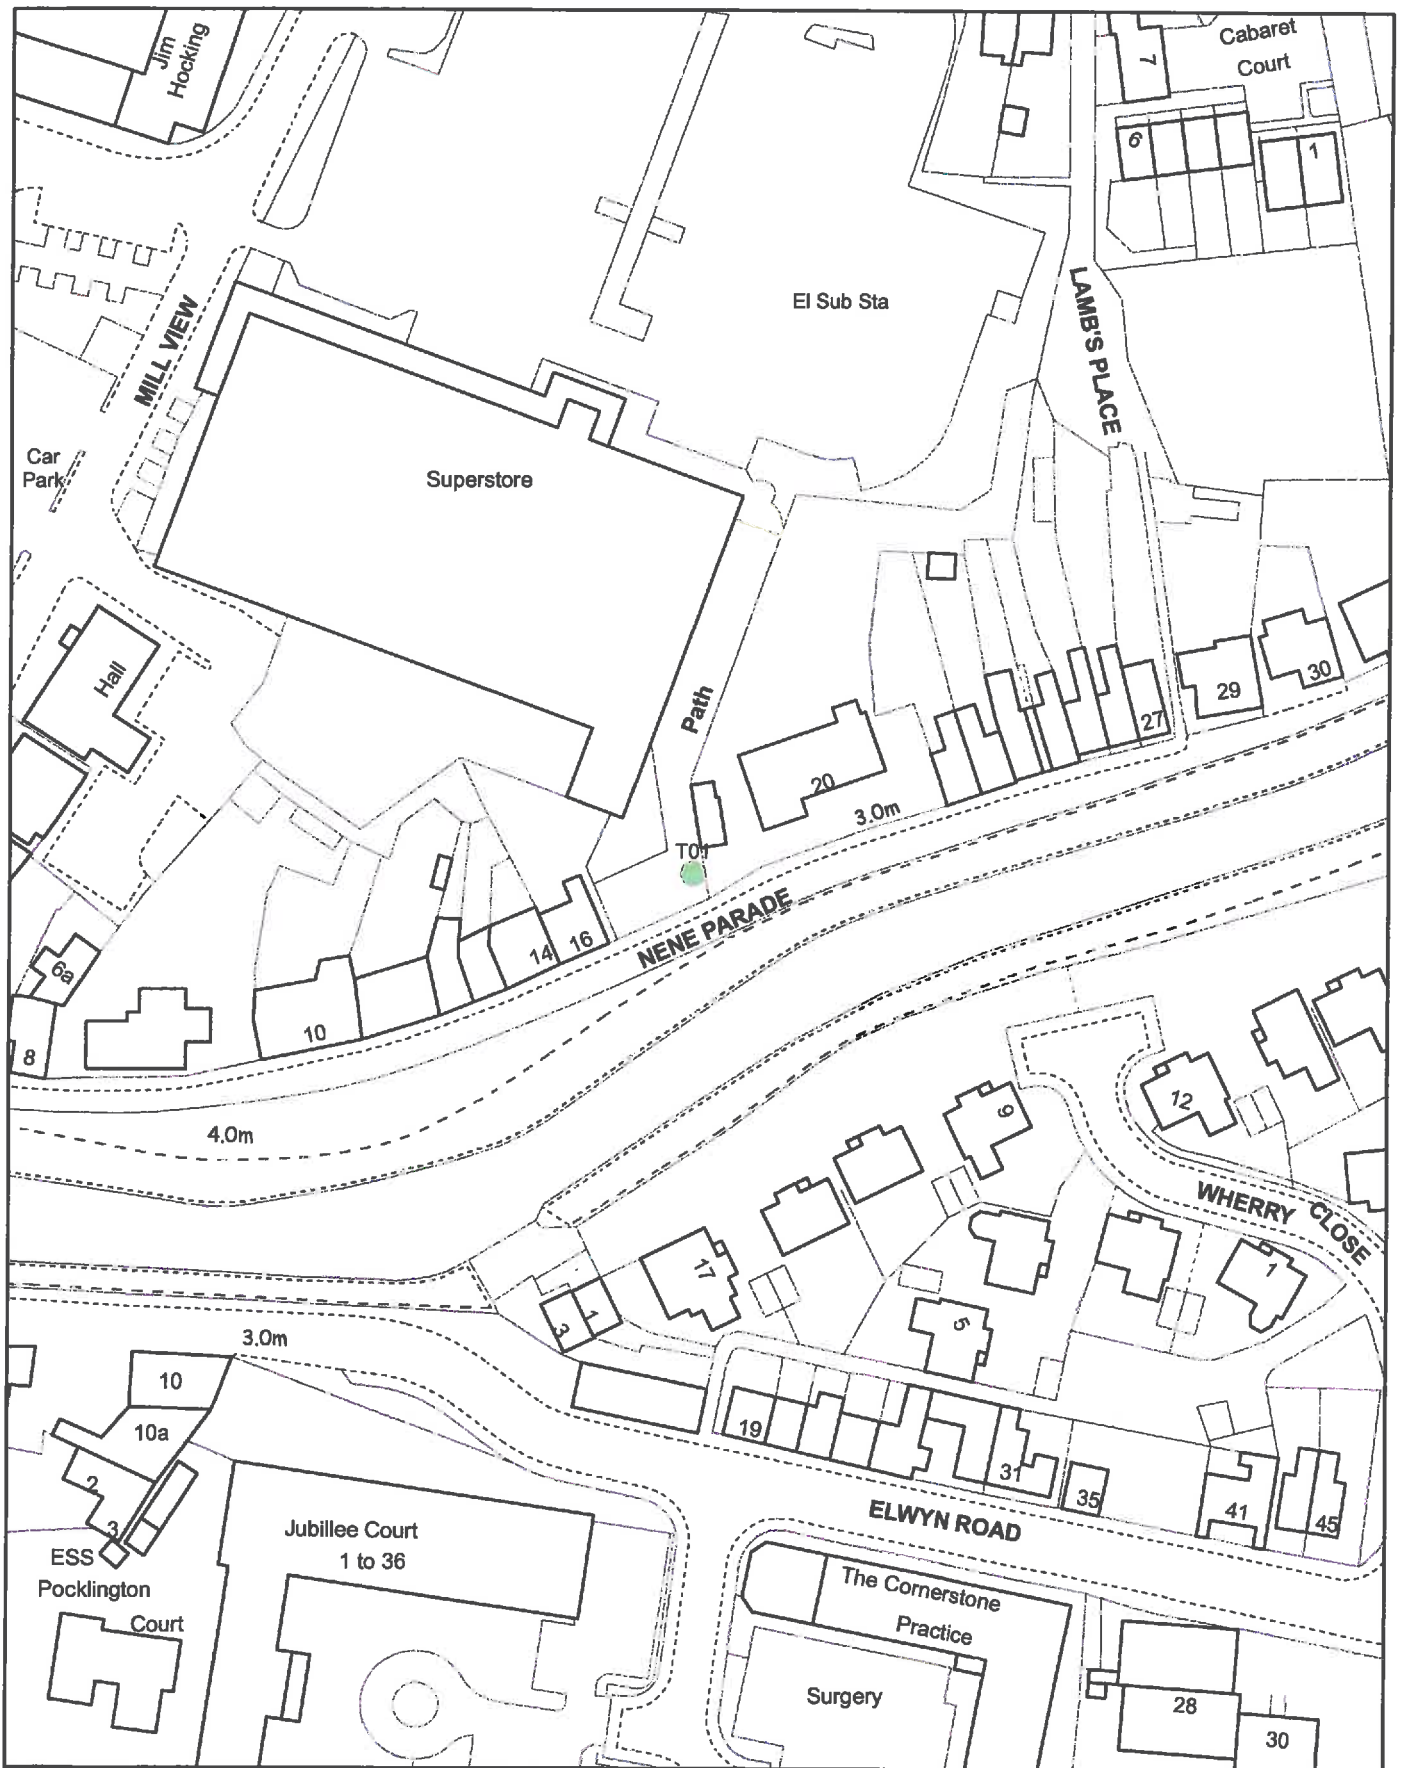 Jim
Hocking
7
Cabaret
Court
6
1
El Sub Sta
LAMB'S PLACE
MILL VIEW
Car
Park
Superstore
Hall
Path
30
29
27
20
3.0m
T01
NENE PARADE
14
16
6a
10
8
4.0m
12
9
WHERRY CLOSE
17
1
1
3
5
3.0m
10
10a
19
31
35
41
45
2
3
ELWYN ROAD
Jubillee Court
1 to 36
ESS
Pocklington
Court
The Cornerstone
Practice
Surgery
28
30